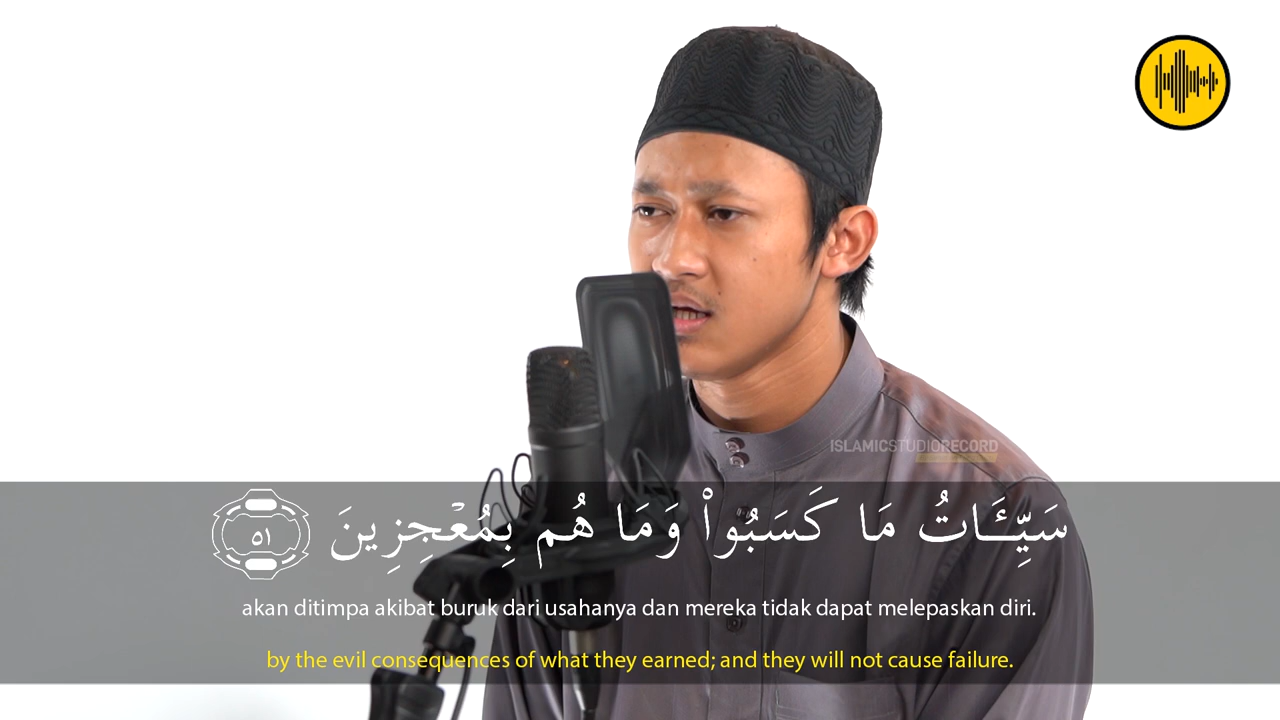 ISLAMICSTUDIORECORD
سَيِّـَٔاتُ مَا كَسَبُوا۟ وَمَا هُم بِمُعْجِزِينَ ٥١
akan ditimpa akibat buruk dari usahanya dan mereka tidak dapat melepaskan diri.
by the evil consequences of what they earned; and they will not cause failure.